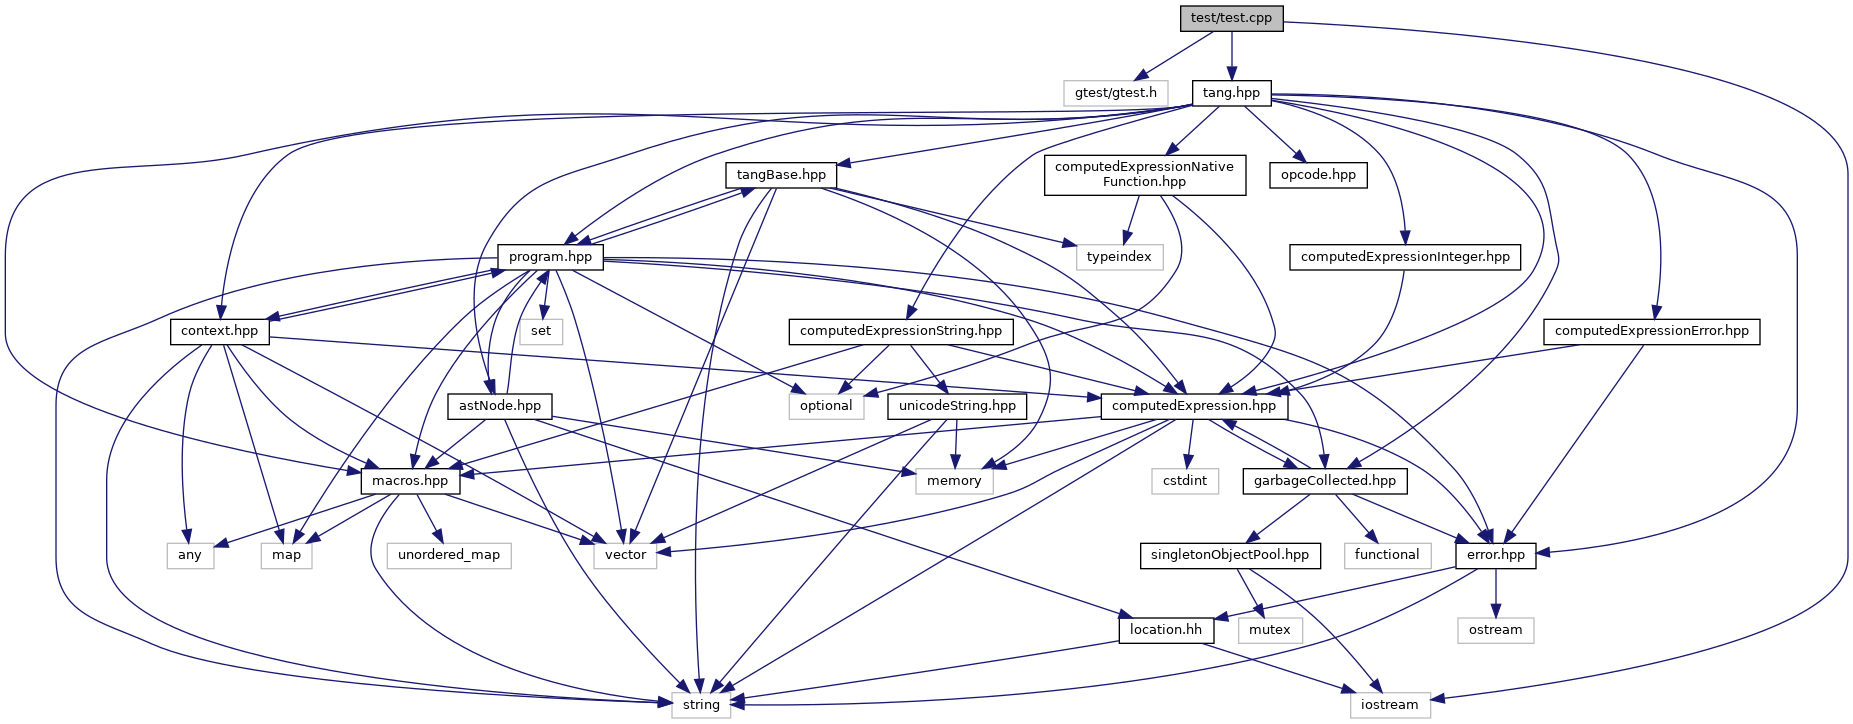 test/test.cpp
gtest/gtest.h
tang.hpp
tangBase.hpp
computedExpressionNative
Function.hpp
opcode.hpp
program.hpp
typeindex
computedExpressionInteger.hpp
context.hpp
set
computedExpressionString.hpp
computedExpressionError.hpp
astNode.hpp
optional
unicodeString.hpp
computedExpression.hpp
macros.hpp
memory
cstdint
garbageCollected.hpp
any
map
unordered_map
vector
singletonObjectPool.hpp
functional
error.hpp
location.hh
mutex
ostream
string
iostream